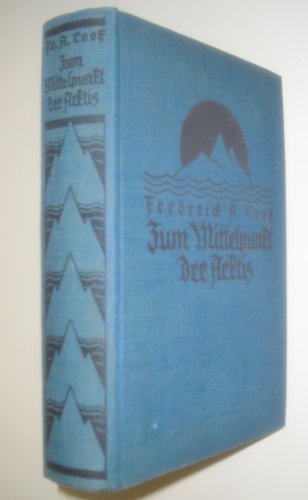 Fr. A. Cook
Zum
Mittelpunkt
der Arktis
Frederick A. Cook
Zum Mittelpunkt
der Arktis